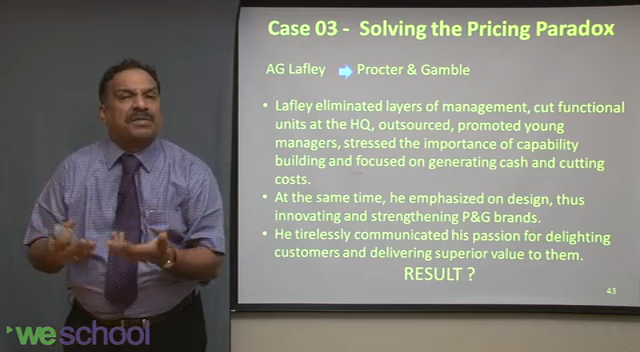 Case 03 - Solving the Pricing Paradox
AG Lafley Procter & Gamble
Lafley eliminated layers of management, cut functional
units at the HQ, outsourced, promoted young
managers, stressed the importance of capability
building and focused on generating cash and cutting
costs.
At the same time, he emphasized on design, thus
innovating and strengthening P&G brands.
He tirelessly communicated his passion for delighting
customers and delivering superior value to them.
RESULT ?
43
weschool